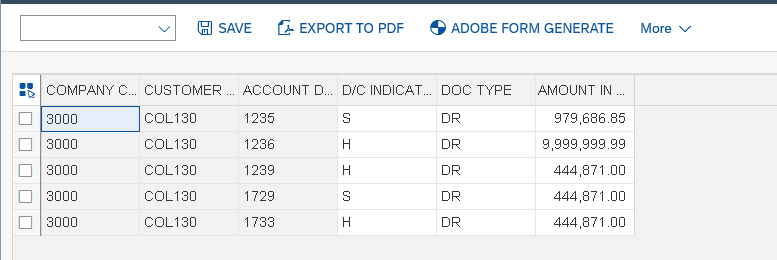 SAVE EXPORT TO PDF ADOBE FORM GENERATE More
COMPANY C... CUSTOMER ... ACCOUNT D... D/C INDICAT... DOC TYPE AMOUNT IN ...
3000 COL130 1235 S DR 979,686.85
3000 COL130 1236 H DR 9,999,999.99
3000 COL130 1239 H DR 444,871.00
3000 COL130 1729 S DR 444,871.00
3000 COL130 1733 H DR 444,871.00